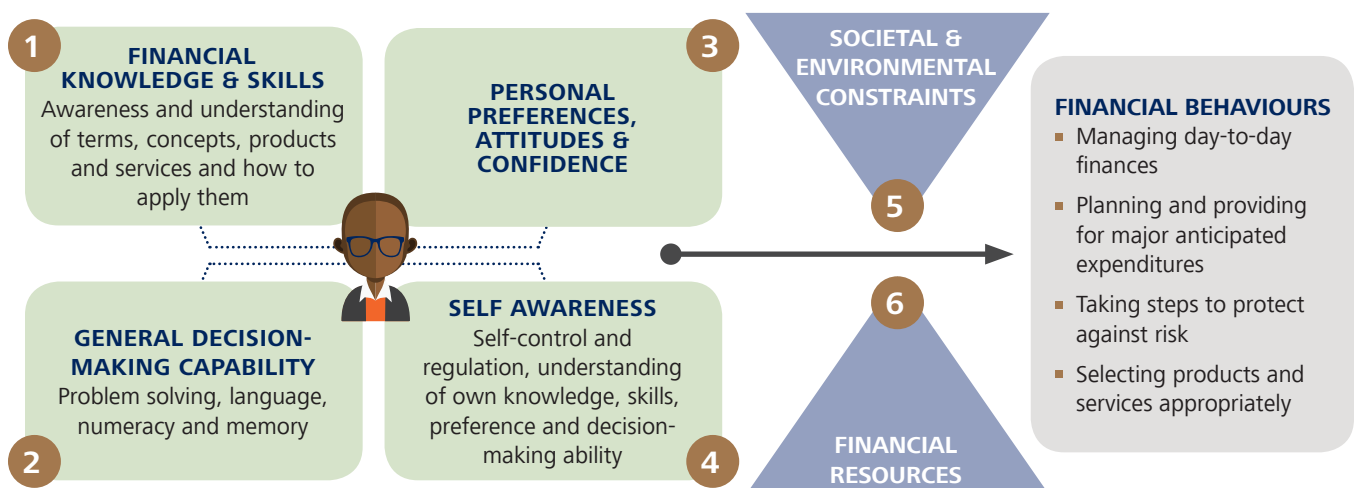 1
FINANCIAL
KNOWLEDGE & SKILLS
Awareness and understanding
of terms, concepts, products
and services and how to
apply them
3
PERSONAL
PREFERENCES,
ATTITUDES &
CONFIDENCE
2
GENERAL DECISION-
MAKING CAPABILITY
Problem solving, language,
numeracy and memory
4
SELF AWARENESS
Self-control and
regulation, understanding
of own knowledge, skills,
preference and decision-
making ability
SOCIETAL &
ENVIRONMENTAL
CONSTRAINTS
5
6
FINANCIAL
RESOURCES
FINANCIAL BEHAVIOURS
▪ Managing day-to-day
finances
▪ Planning and providing
for major anticipated
expenditures
▪ Taking steps to protect
against risk
▪ Selecting products and
services appropriately